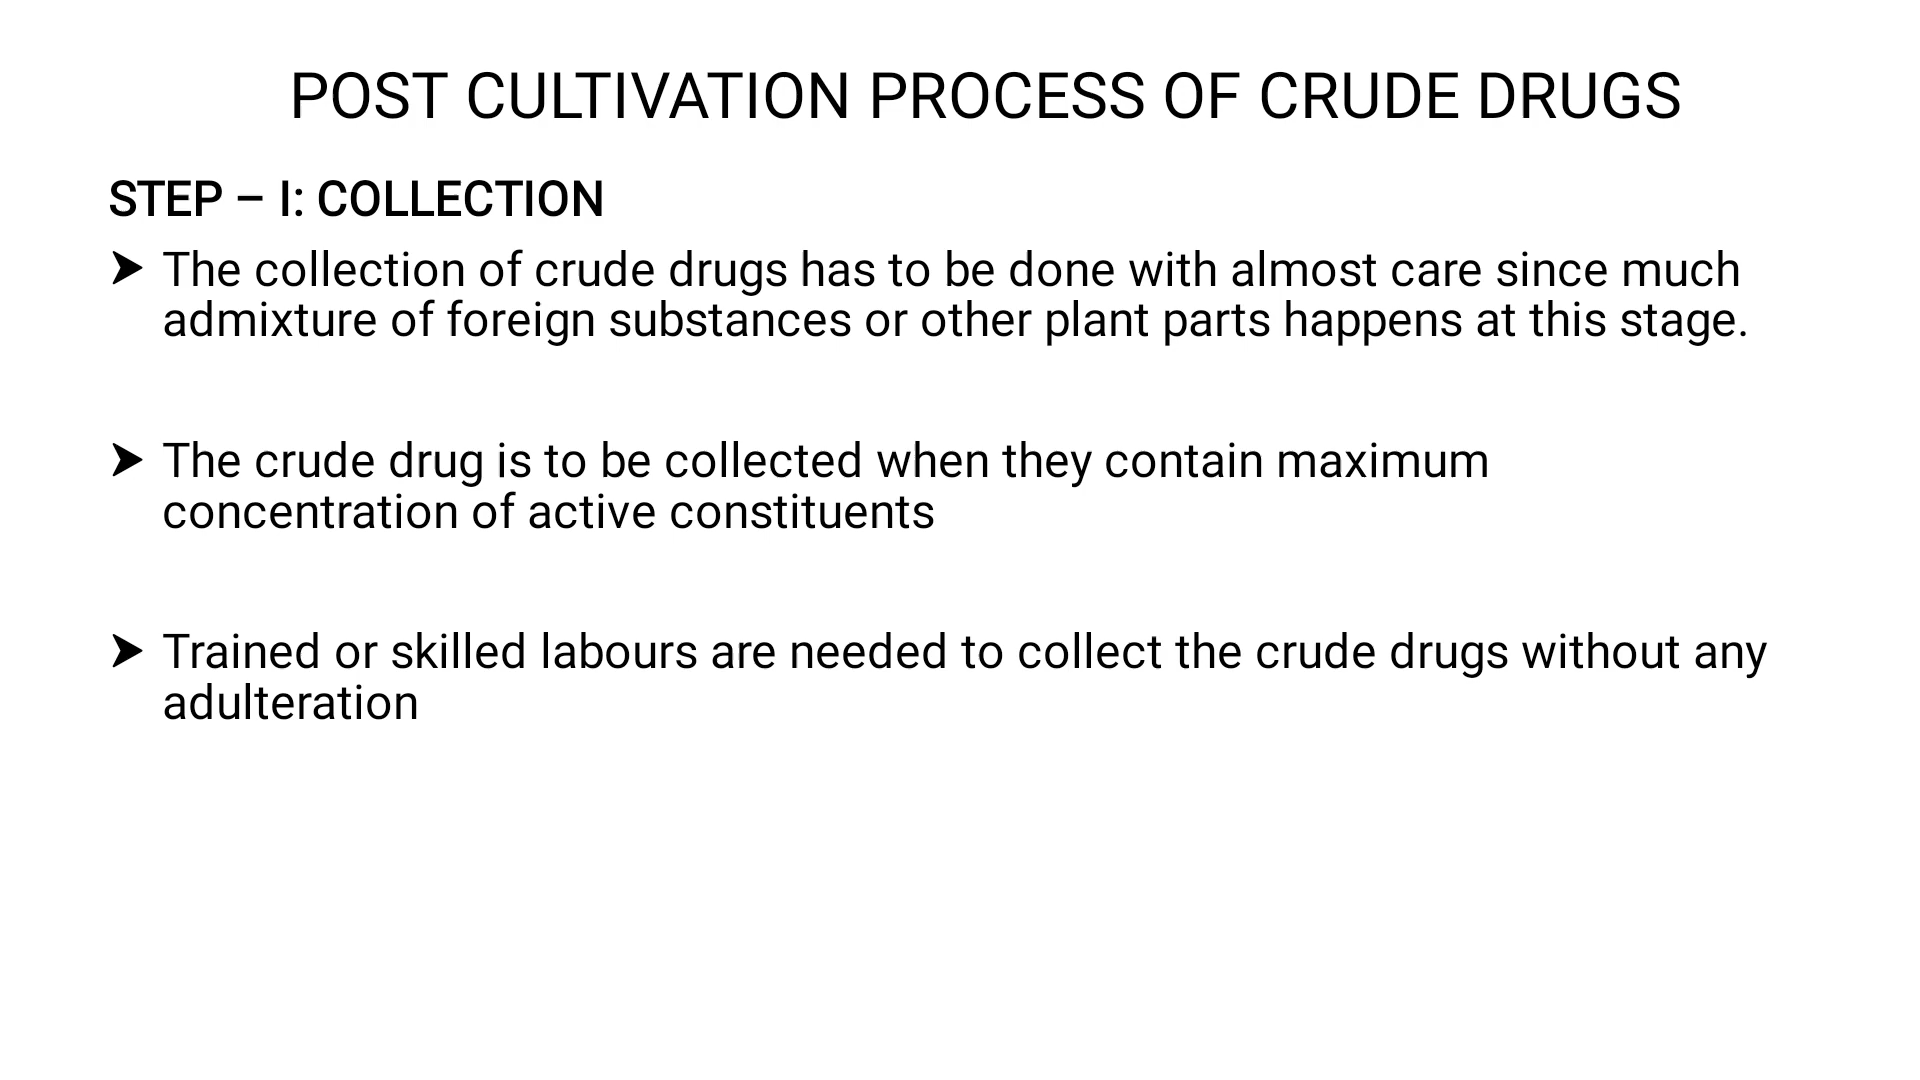 POST CULTIVATION PROCESS OF CRUDE DRUGS
STEP – I: COLLECTION
➤ The collection of crude drugs has to be done with almost care since much
admixture of foreign substances or other plant parts happens at this stage.
➤ The crude drug is to be collected when they contain maximum
concentration of active constituents
➤ Trained or skilled labours are needed to collect the crude drugs without any
adulteration